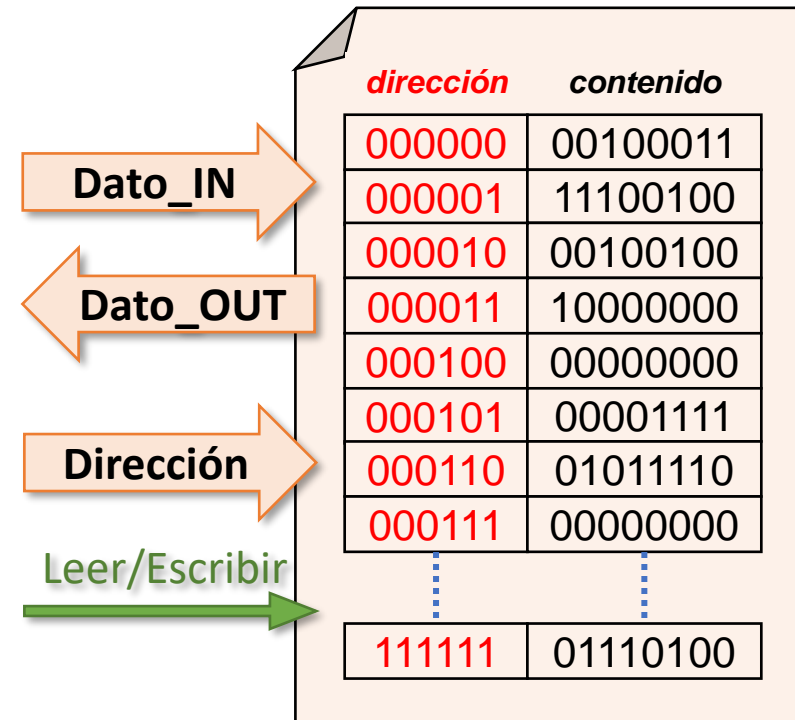 dirección contenido
Dato_IN
Dato_OUT
Dirección
Leer/Escribir
000000 00100011
000001 11100100
000010 00100100
000011 10000000
000100 00000000
000101 00001111
000110 01011110
000111 00000000
111111 01110100